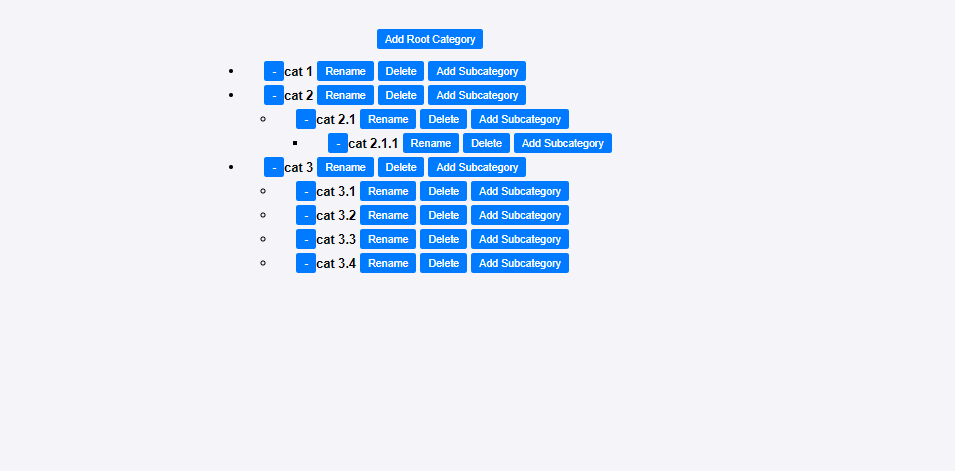 Add Root Category
- cat 1 Rename Delete Add Subcategory
- cat 2 Rename Delete Add Subcategory
- cat 2.1 Rename Delete Add Subcategory
- cat 2.1.1 Rename Delete Add Subcategory
- cat 3 Rename Delete Add Subcategory
- cat 3.1 Rename Delete Add Subcategory
- cat 3.2 Rename Delete Add Subcategory
- cat 3.3 Rename Delete Add Subcategory
- cat 3.4 Rename Delete Add Subcategory